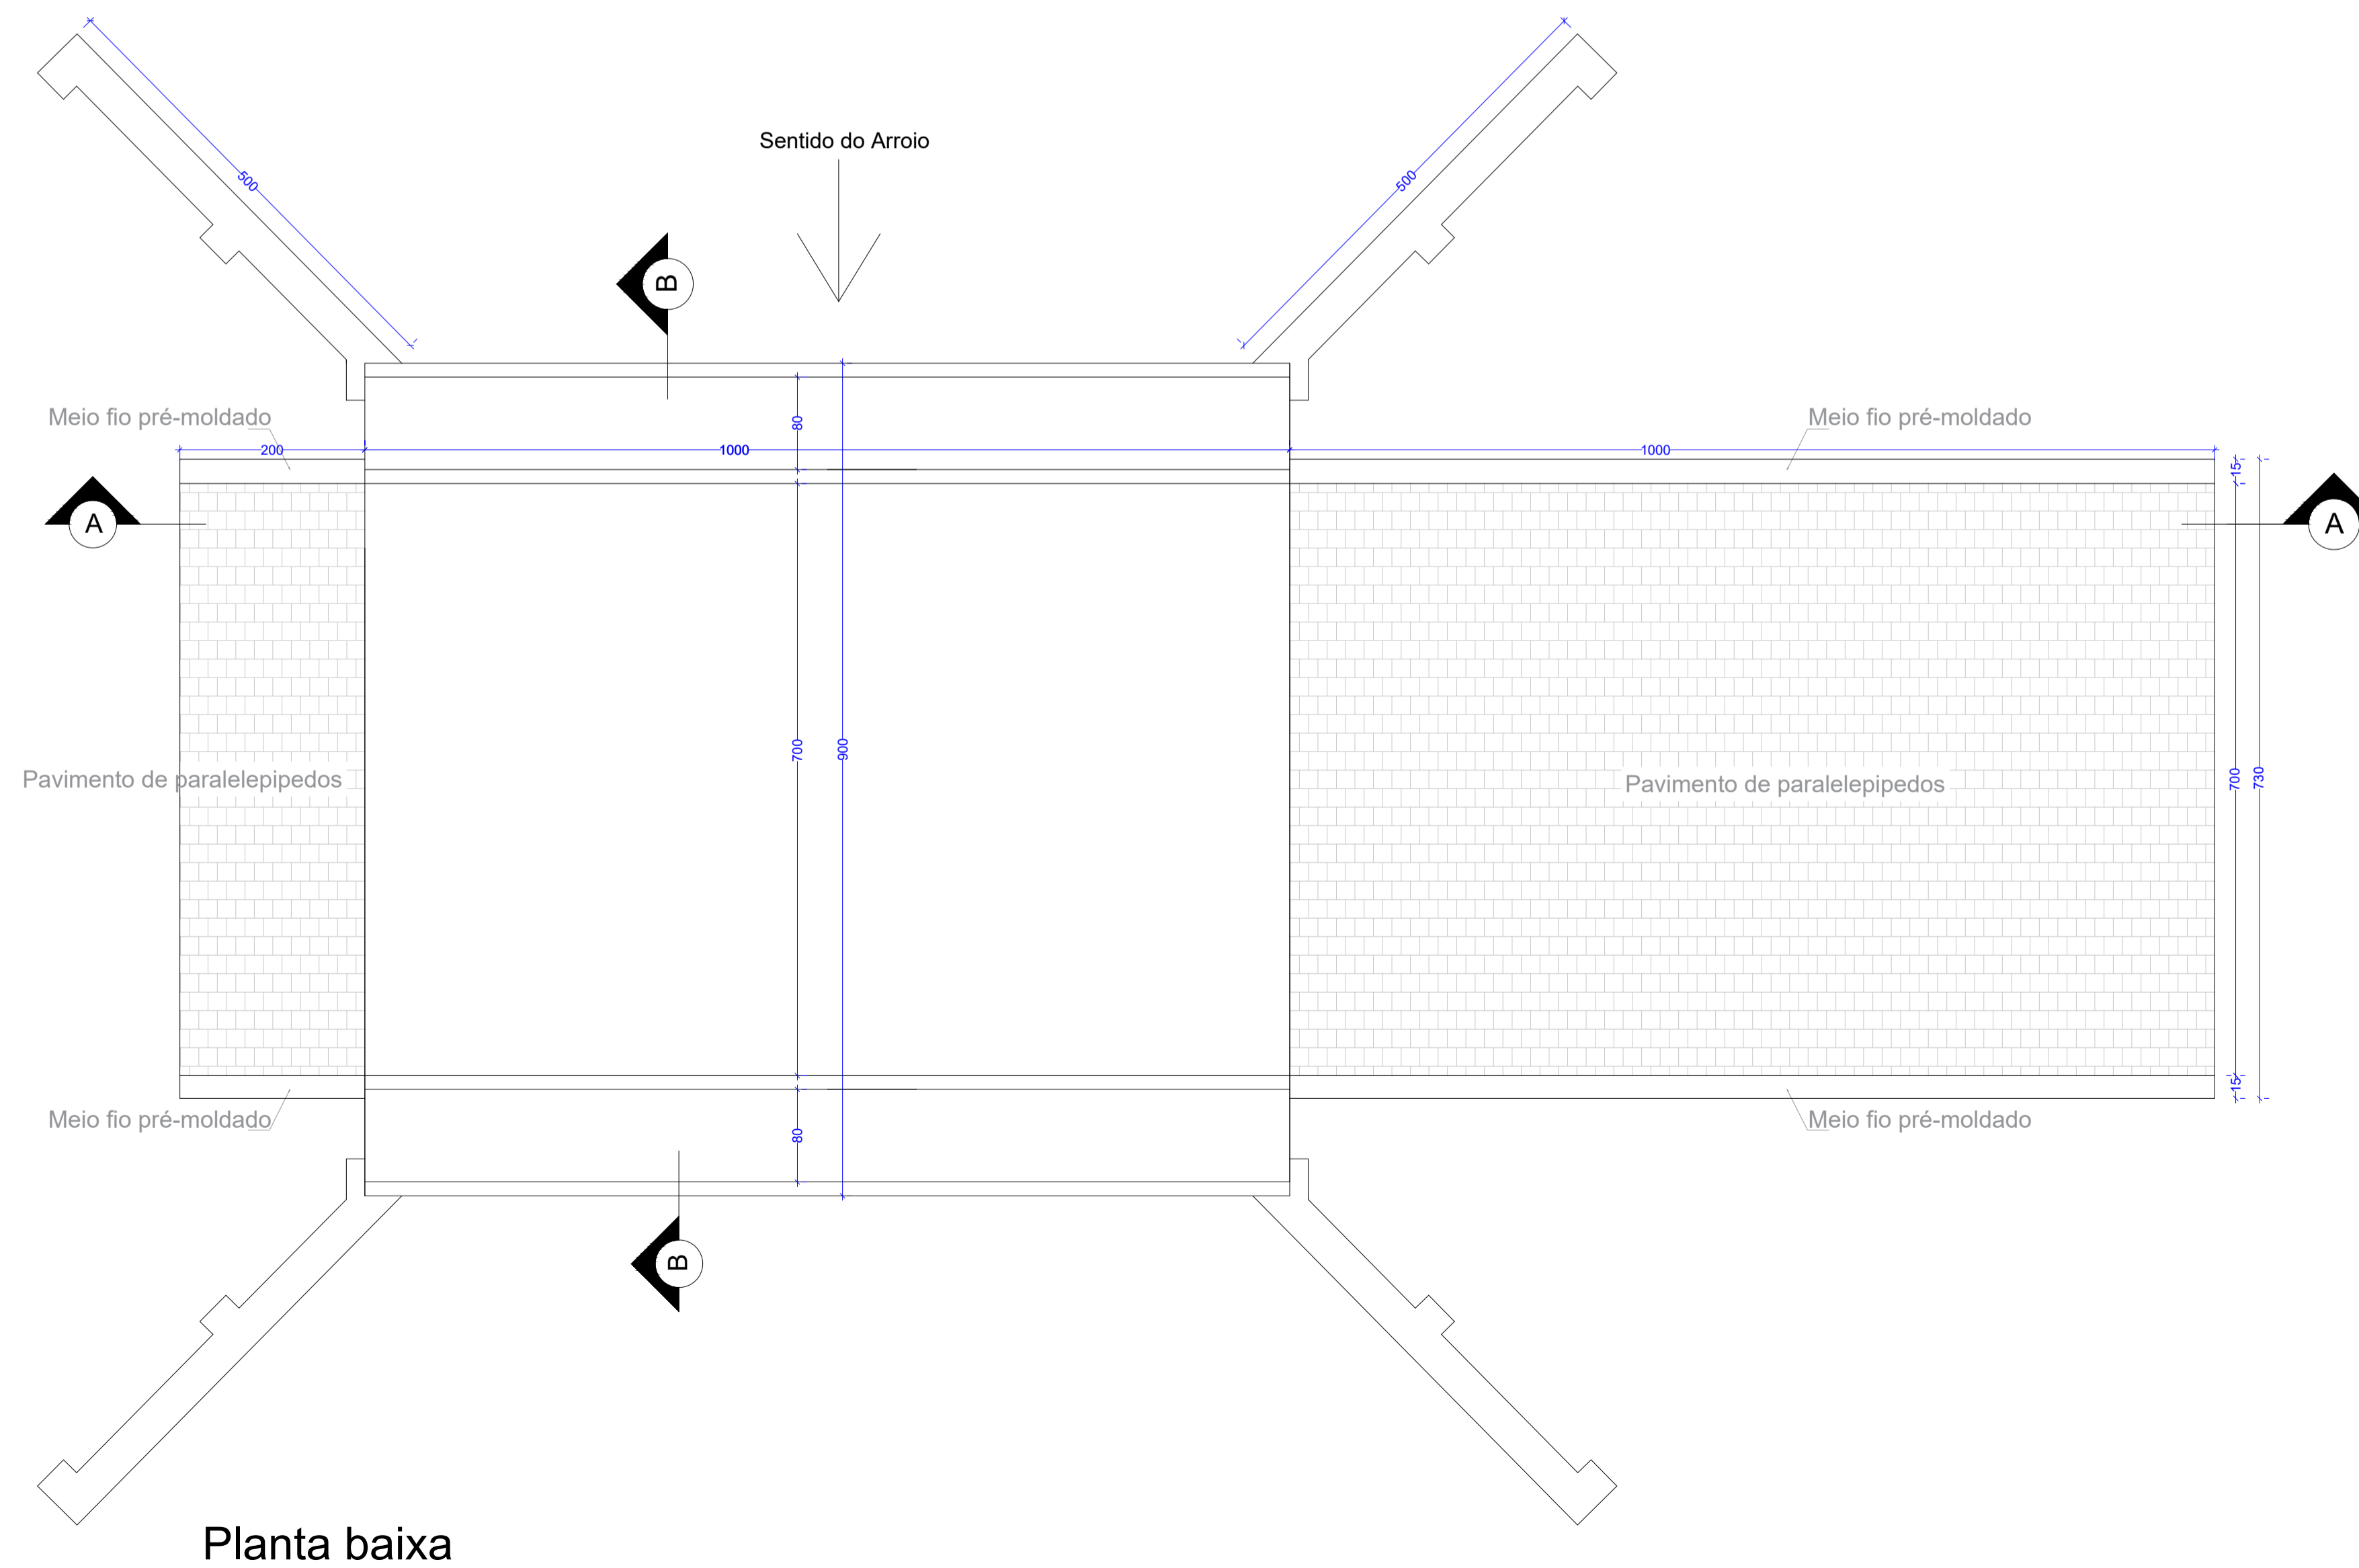 500
500
Sentido do Arroio
B
80
Meio fio pré-moldado
Meio fio pré-moldado
200
1000
1000
15
A
A
700
900
700
730
Pavimento de paralelepipedos
Pavimento de paralelepipedos
15
Meio fio pré-moldado
Meio fio pré-moldado
80
B
Planta baixa